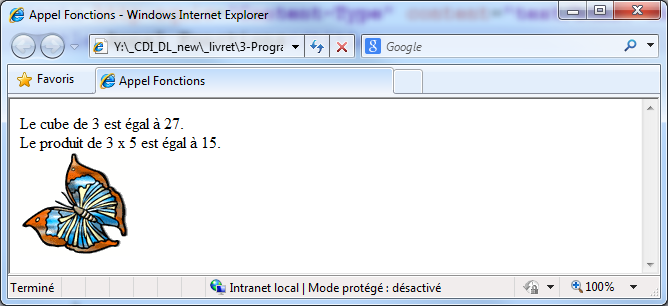 Appel Fonctions - Windows Internet Explorer
Y:\_CDI_DL_new\_livret\3-Progra
Google
Favoris
Appel Fonctions
Le cube de 3 est égal à 27.
Le produit de 3 x 5 est égal à 15.
Terminé
Intranet local | Mode protégé : désactivé
100%